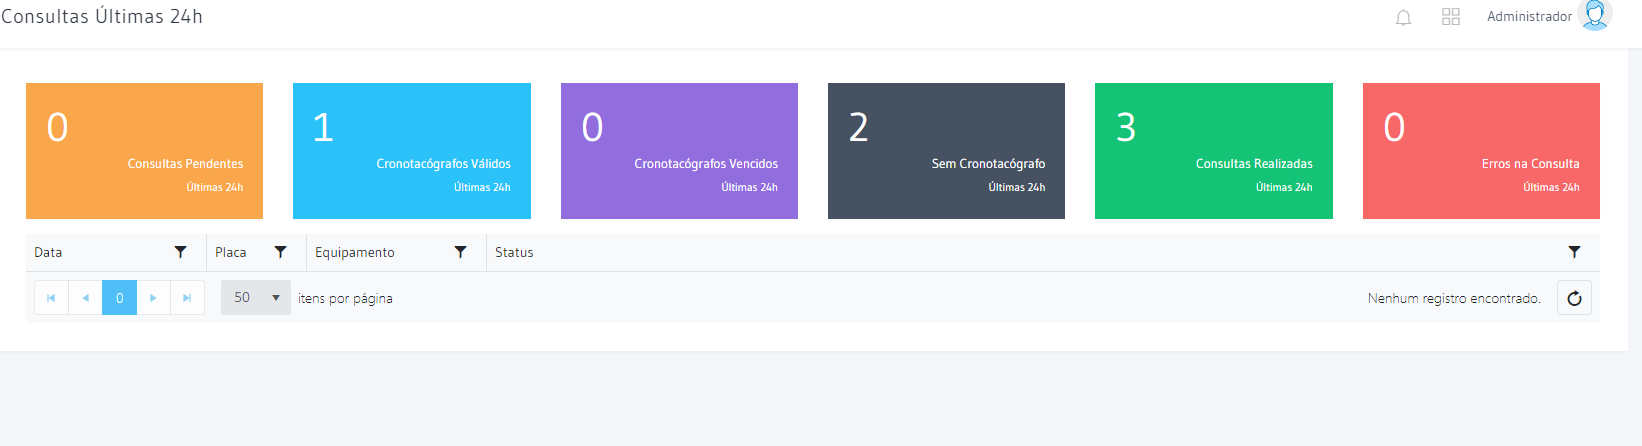 Consultas Últimas 24h
Administrador
0
Consultas Pendentes
Últimas 24h
1
Cronotacógrafos Válidos
Últimas 24h
0
Cronotacógrafos Vencidos
Últimas 24h
2
Sem Cronotacógrafo
Últimas 24h
3
Consultas Realizadas
Últimas 24h
0
Erros na Consulta
Últimas 24h
Data Placa Equipamento Status
0 50 itens por página Nenhum registro encontrado.